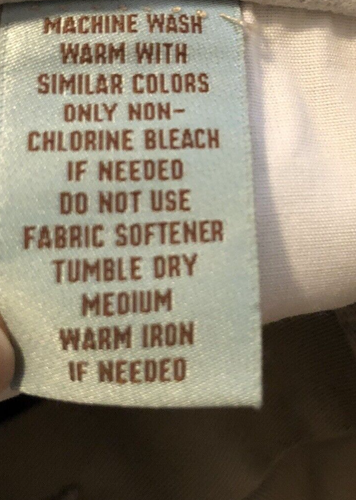 MACHINE WASH
WARM WITH
SIMILAR COLORS
ONLY NON-
CHLORINE BLEACH
IF NEEDED
DO NOT USE
FABRIC SOFTENER
TUMBLE DRY
MEDIUM
WARM IRON
IF NEEDED